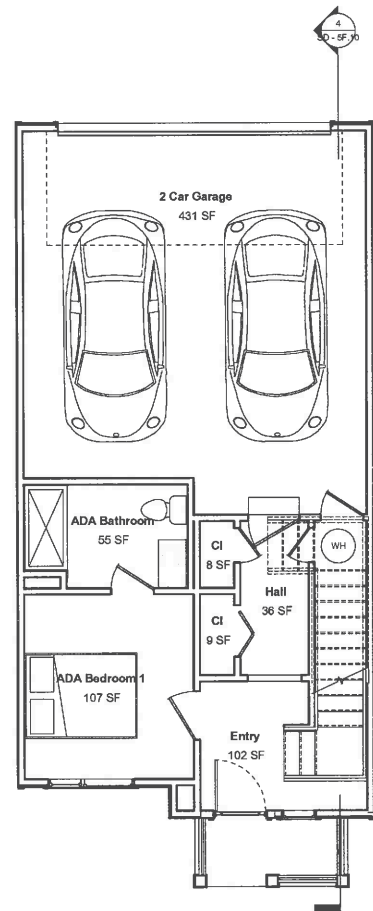 4
SD - 5F.10
2 Car Garage
431 SF
ADA Bathroom
55 SF
Cl
8 SF
WH
Hall
36 SF
Cl
9 SF
ADA Bedroom 1
107 SF
Entry
102 SF